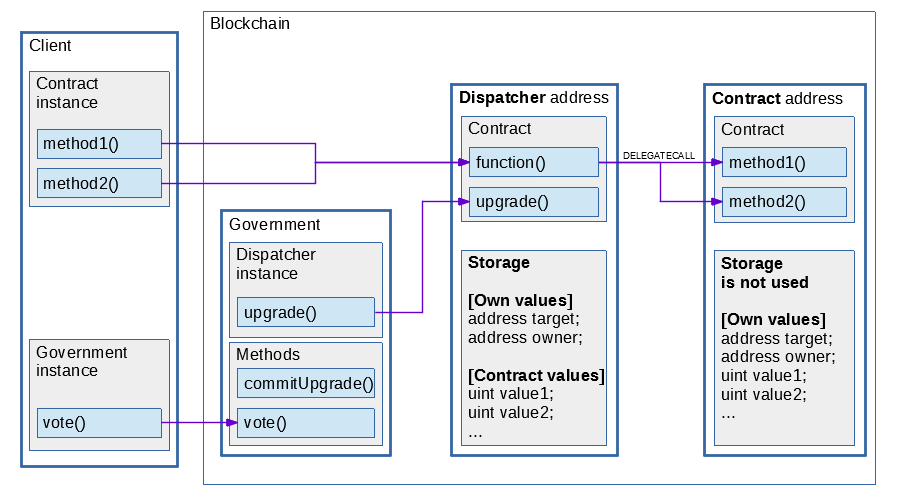 Blockchain
Client
Contract
instance
method1()
method2()
Government
instance
vote()
Government
Dispatcher
instance
upgrade()
Methods
commitUpgrade()
vote()
Dispatcher address
Contract
function()
upgrade()
Storage
[Own values]
address target;
address owner;
[Contract values]
uint value1;
uint value2;
...
DELEGATECALL
Contract address
Contract
method1()
method2()
Storage
is not used
[Own values]
address target;
address owner;
uint value1;
uint value2;
...